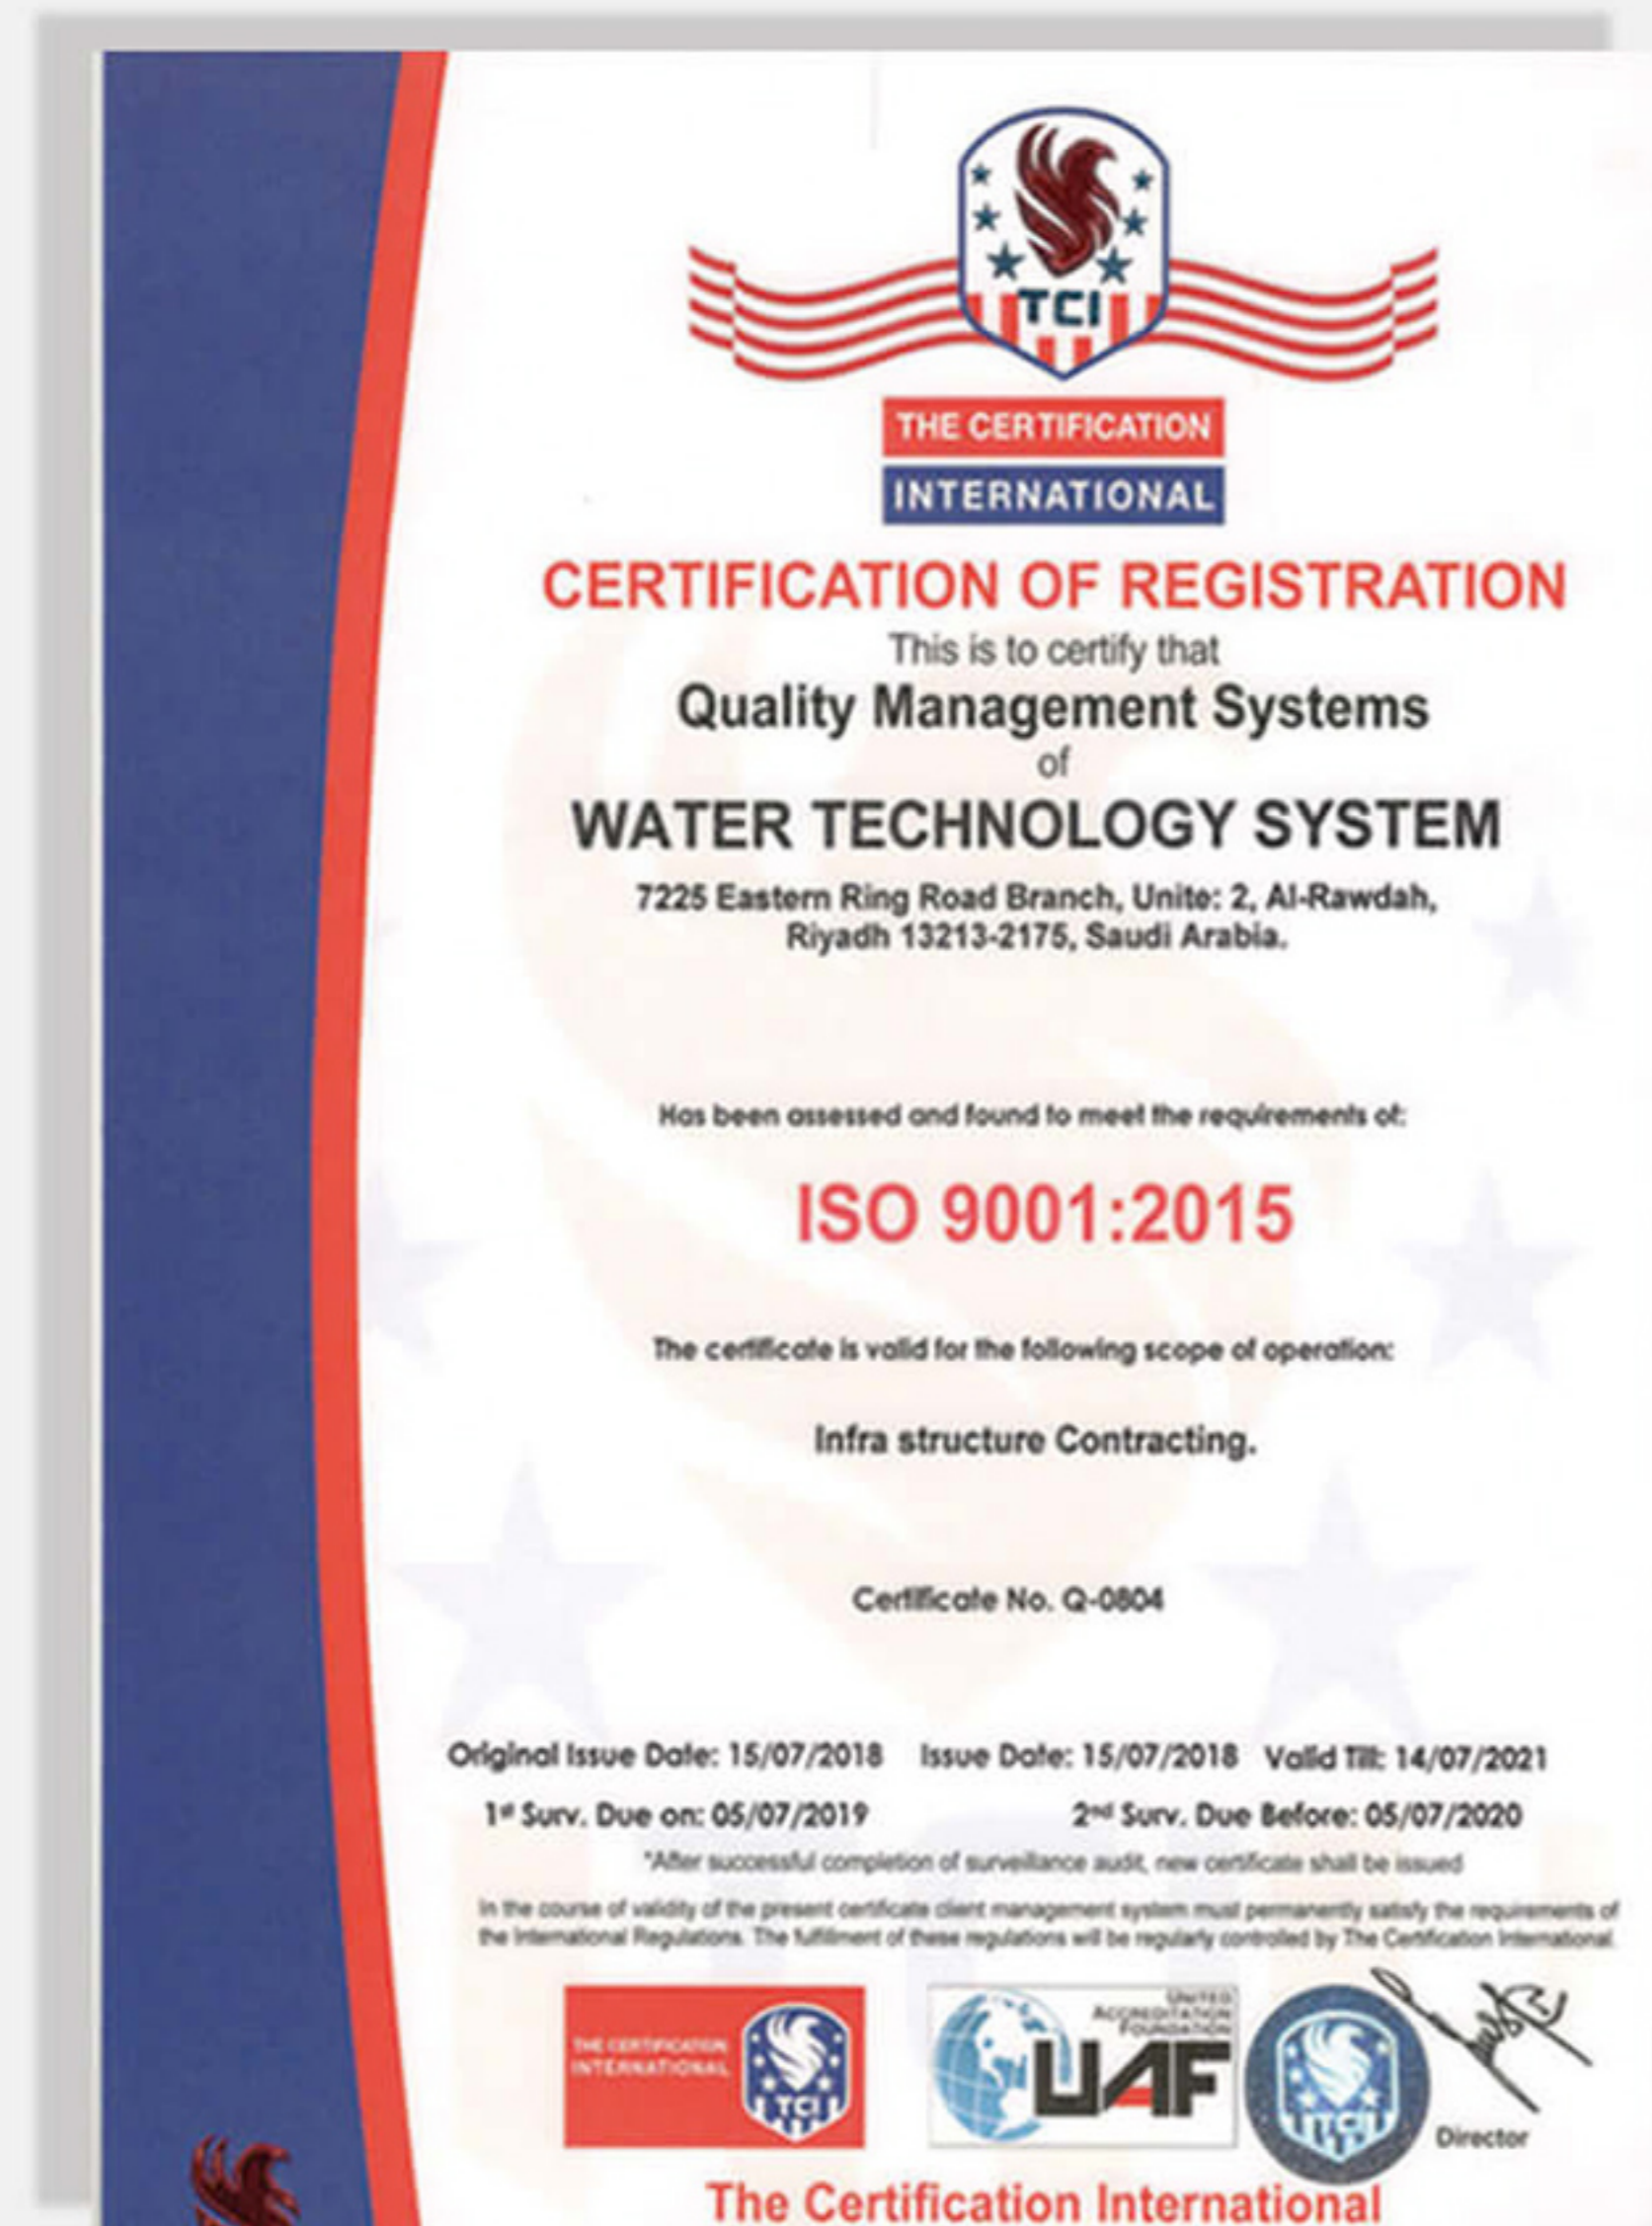 TCI
THE CERTIFICATION
INTERNATIONAL
CERTIFICATION OF REGISTRATION
This is to certify that
Quality Management Systems
of
WATER TECHNOLOGY SYSTEM
7225 Eastern Ring Road Branch, Unite: 2, Al-Rawdah,
Riyadh 13213-2175, Saudi Arabia.
Has been assessed and found to meet the requirements of:
ISO 9001:2015
The certificate is valid for the following scope of operation:
Infra structure Contracting.
Certificate No. Q-0804
Original Issue Date: 15/07/2018 Issue Date: 15/07/2018 Valid Till: 14/07/2021
1st Surv. Due on: 05/07/2019 2nd Surv. Due Before: 05/07/2020
*After successful completion of surveillance audit, new certificate shall be issued
In the course of validity of the present certificate client management system must permanently satisfy the requirements of
the International Regulations. The fulfillment of these regulations will be regularly controlled by The Certification International.
THE CERTIFICATION
INTERNATIONAL
TCI
UNITED
ACCREDITATION
FOUNDATION
UAF
TCI
Director
The Certification International